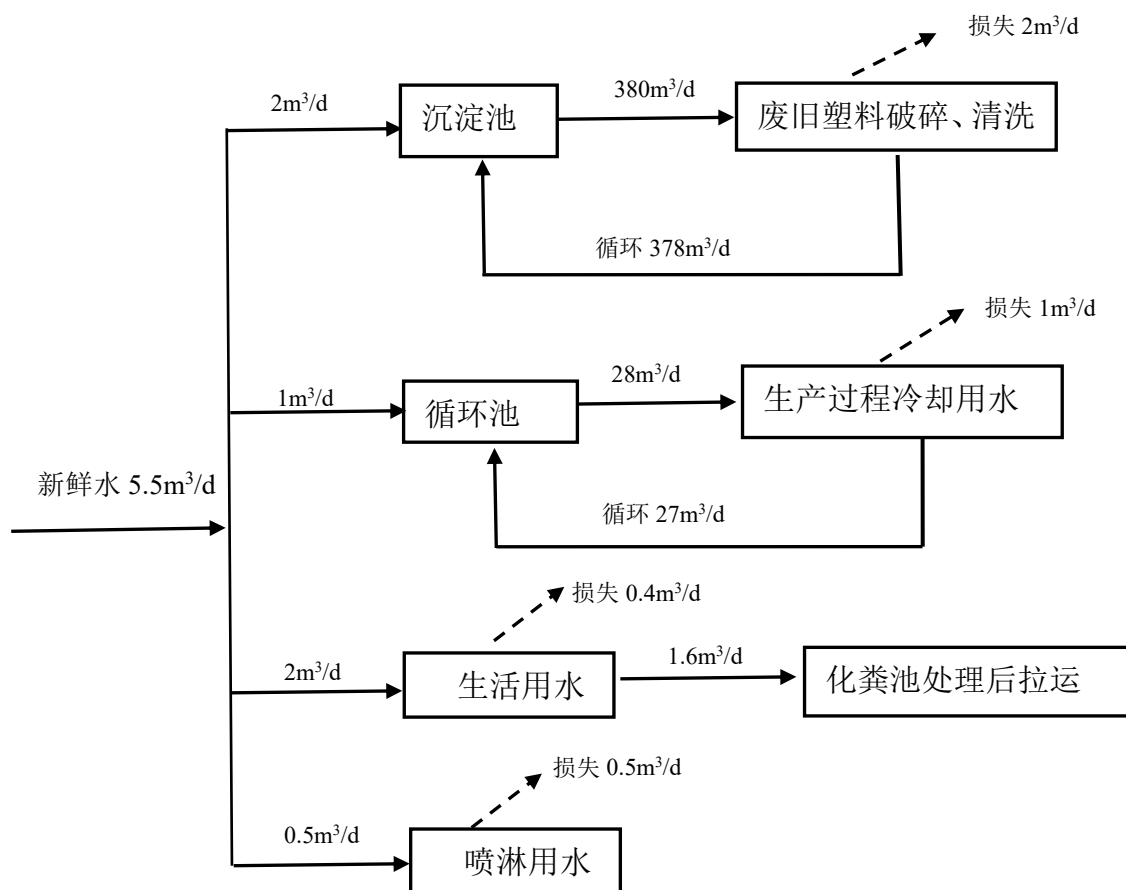 损失 2m³/d
2m³/d
沉淀池
380m³/d
废旧塑料破碎、清洗
循环 378m³/d
损失 1m³/d
1m³/d
循环池
28m³/d
生产过程冷却用水
循环 27m³/d
新鲜水 5.5m³/d
损失 0.4m³/d
2m³/d
生活用水
1.6m³/d
化粪池处理后拉运
损失 0.5m³/d
0.5m³/d
喷淋用水